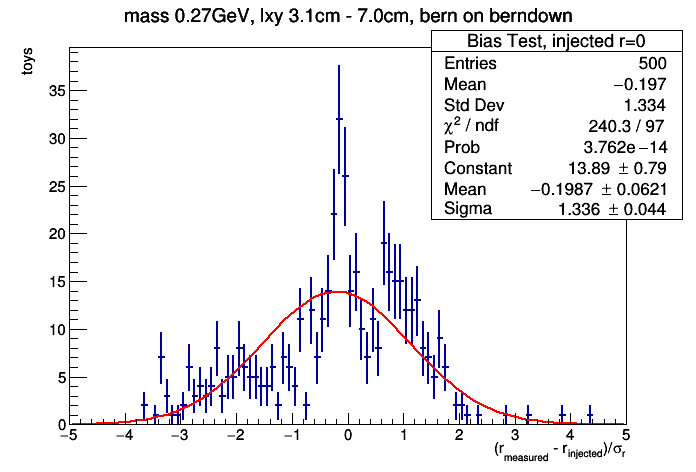 mass 0.27GeV, lxy 3.1cm - 7.0cm, bern on berndown
Bias Test, injected r=0
Entries 500
Mean −0.197
Std Dev 1.334
χ² / ndf 240.3 / 97
Prob 3.762e−14
Constant 13.89 ± 0.79
Mean −0.1987 ± 0.0621
Sigma 1.336 ± 0.044
toys
35
30
25
20
15
10
5
0
−5 −4 −3 −2 −1 0 1 2 3 4 5
(r_measured - r_injected)/σ_r